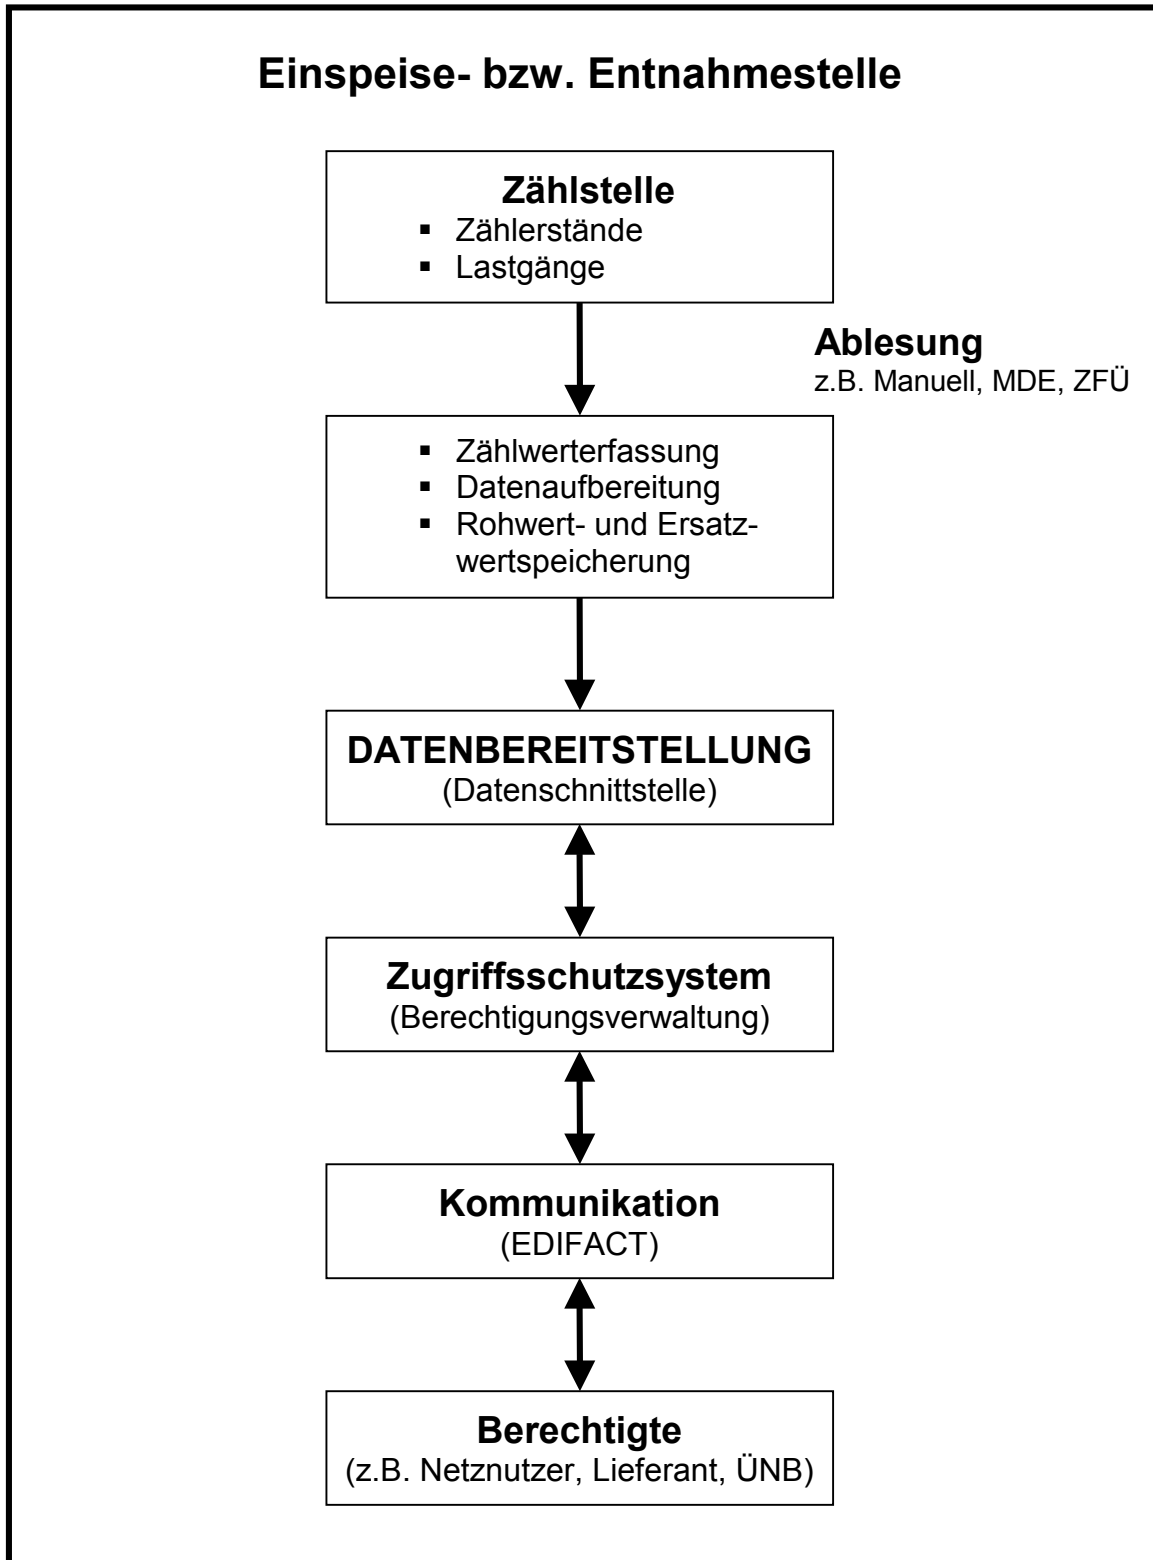 Einspeise- bzw. Entnahmestelle
Zählstelle
▪ Zählerstände
▪ Lastgänge
Ablesung
z.B. Manuell, MDE, ZFÜ
▪ Zählwerterfassung
▪ Datenaufbereitung
▪ Rohwert- und Ersatz-
wertspeicherung
DATENBEREITSTELLUNG
(Datenschnittstelle)
Zugriffsschutzsystem
(Berechtigungsverwaltung)
Kommunikation
(EDIFACT)
Berechtigte
(z.B. Netznutzer, Lieferant, ÜNB)